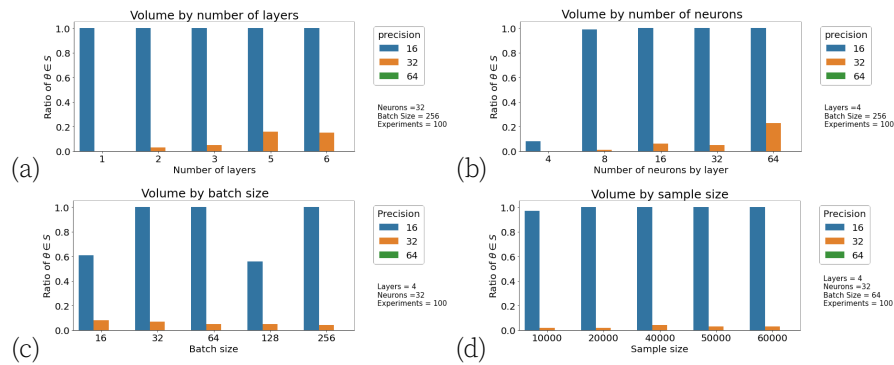 Volume by number of layers
1.0
0.8
0.6
0.4
0.2
0.0
Ratio of θ ∈ S
1 2 3 5 6
Number of layers
precision
16
32
64
Neurons =32
Batch Size = 256
Experiments = 100
(a)
Volume by number of neurons
1.0
0.8
0.6
0.4
0.2
0.0
Ratio of θ ∈ S
4 8 16 32 64
Number of neurons by layer
precision
16
32
64
Layers =4
Batch Size = 256
Experiments = 100
(b)
Volume by batch size
1.0
0.8
0.6
0.4
0.2
0.0
Ratio of θ ∈ S
16 32 64 128 256
Batch size
Precision
16
32
64
Layers = 4
Neurons =32
Experiments = 100
(c)
Volume by sample size
1.0
0.8
0.6
0.4
0.2
0.0
Ratio of θ ∈ S
10000 20000 40000 50000 60000
Sample size
Precision
16
32
64
Layers = 4
Neurons =32
Batch Size = 64
Experiments = 100
(d)